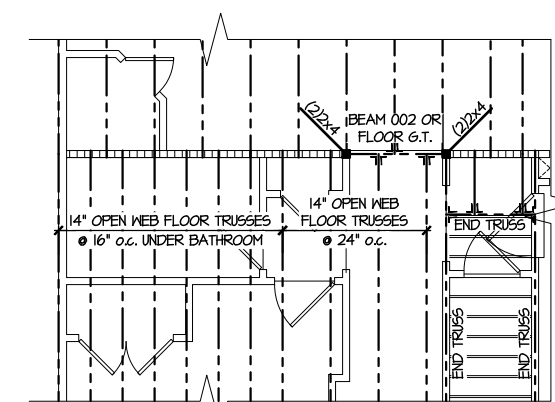 (2)2x4
BEAM 002 OR
FLOOR G.T.
(2)2x4
14" OPEN WEB FLOOR TRUSSES
@ 16" o.c. UNDER BATHROOM
14" OPEN WEB
FLOOR TRUSSES
@ 24" o.c.
END TRUSS
END TRUSS
END TRUSS